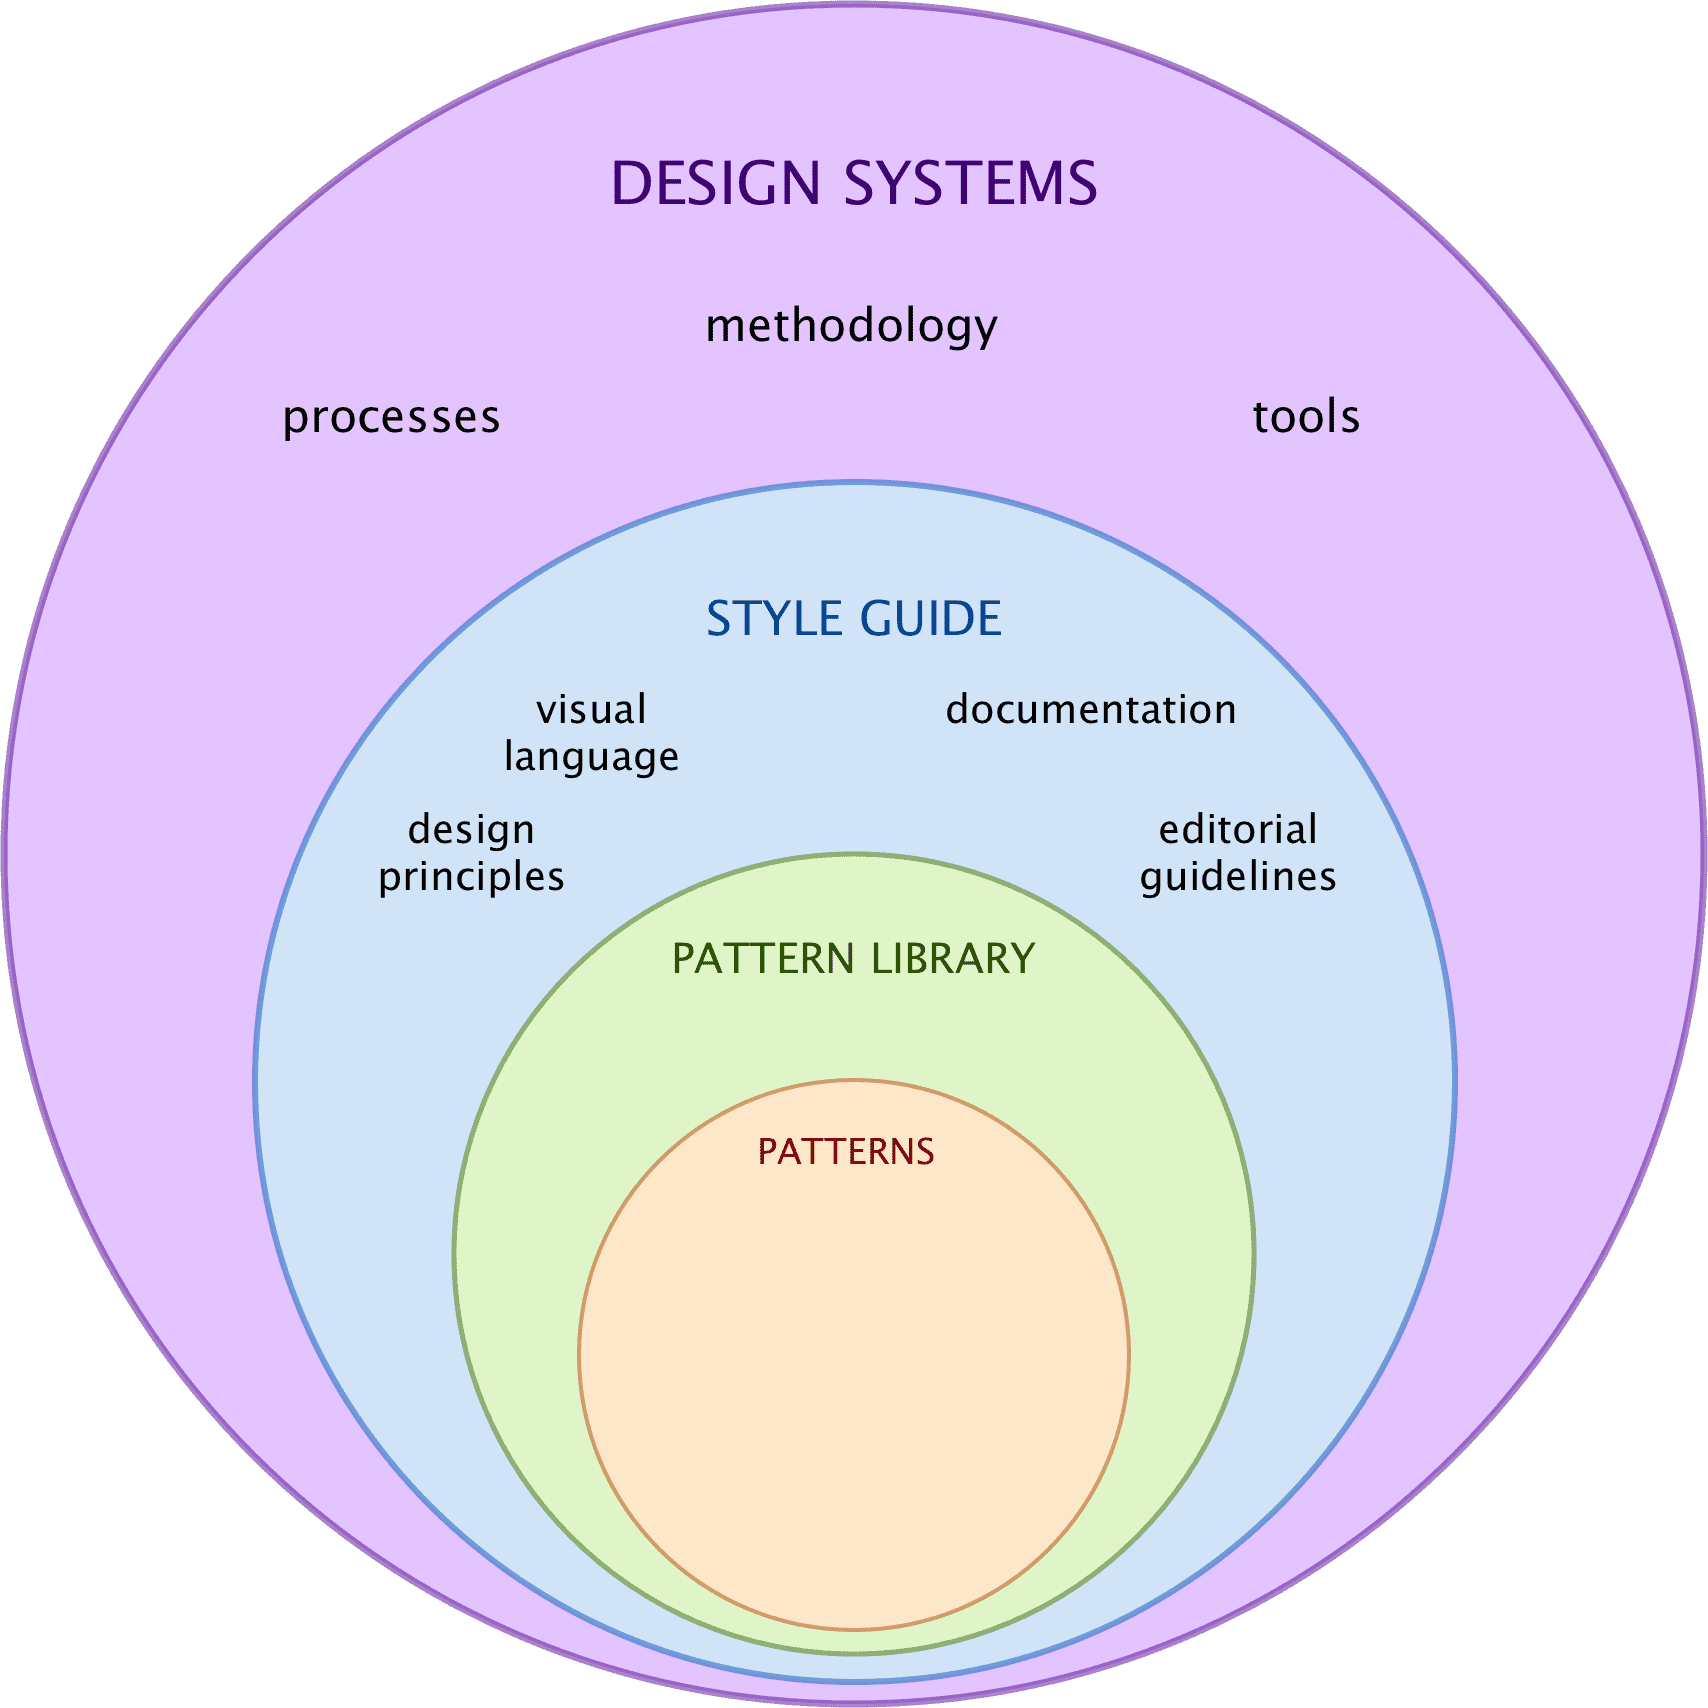 DESIGN SYSTEMS
methodology
processes
tools
STYLE GUIDE
visual
language
documentation
design
principles
editorial
guidelines
PATTERN LIBRARY
PATTERNS